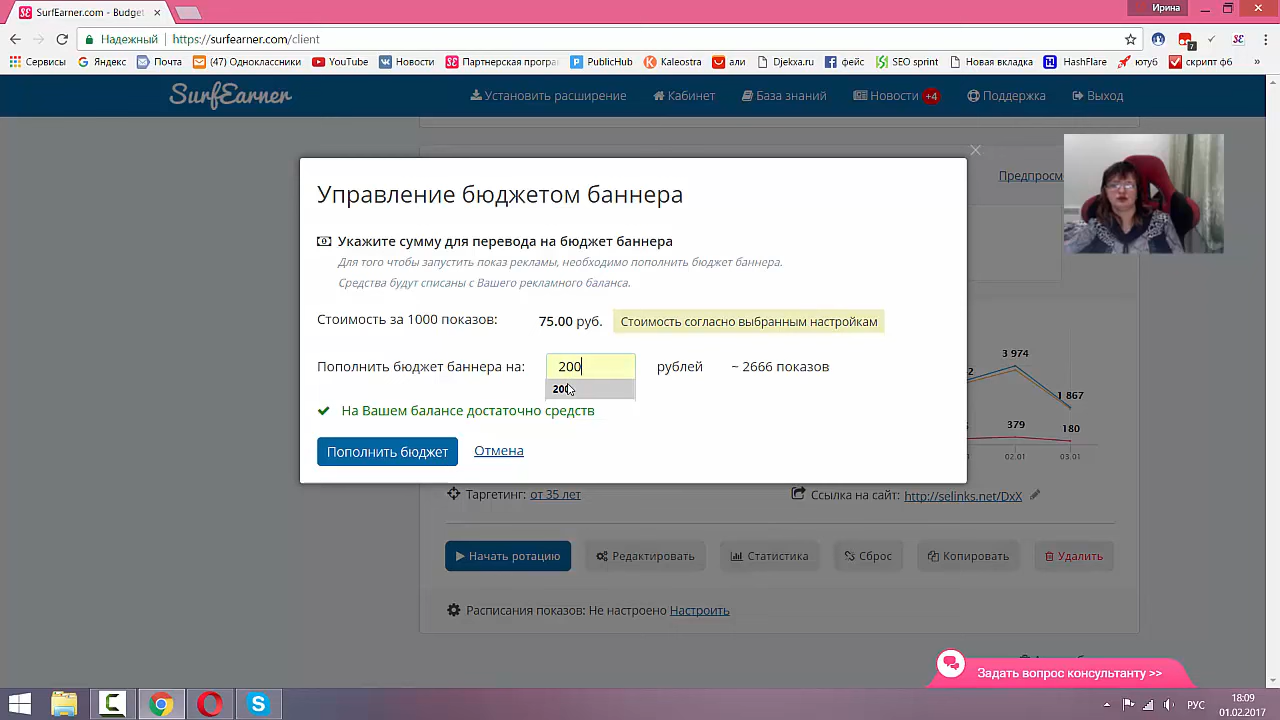 SurfEarner.com - Budget
Ирина
Надежный
https://surfearner.com/client
7
Сервисы
Яндекс
Почта
(47) Одноклассники
YouTube
Новости
Партнерская програм
PublicHub
Kaleostra
али
Djekxa.ru
фейс
SEO sprint
Новая вкладка
HashFlare
ютуб
скрипт фб
»
SurfEarner
Установить расширение
Кабинет
База знаний
Новости +4
Поддержка
Выход
Предпросм
Управление бюджетом баннера
Укажите сумму для перевода на бюджет баннера
Для того чтобы запустить показ рекламы, необходимо пополнить бюджет баннера.
Средства будут списаны с Вашего рекламного баланса.
Стоимость за 1000 показов: 75.00 руб. Стоимость согласно выбранным настройкам
Пополнить бюджет баннера на: 200 рублей ~ 2666 показов
200
На Вашем балансе достаточно средств
Пополнить бюджет Отмена
3 974
2
1 867
379
180
02.01
03.01
Таргетинг: от 35 лет
Ссылка на сайт: http://selinks.net/DxX
Начать ротацию
Редактировать
Статистика
Сброс
Копировать
Удалить
Расписания показов: Не настроено Настроить
Задать вопрос консультанту >>
РУС
18:09
01.02.2017